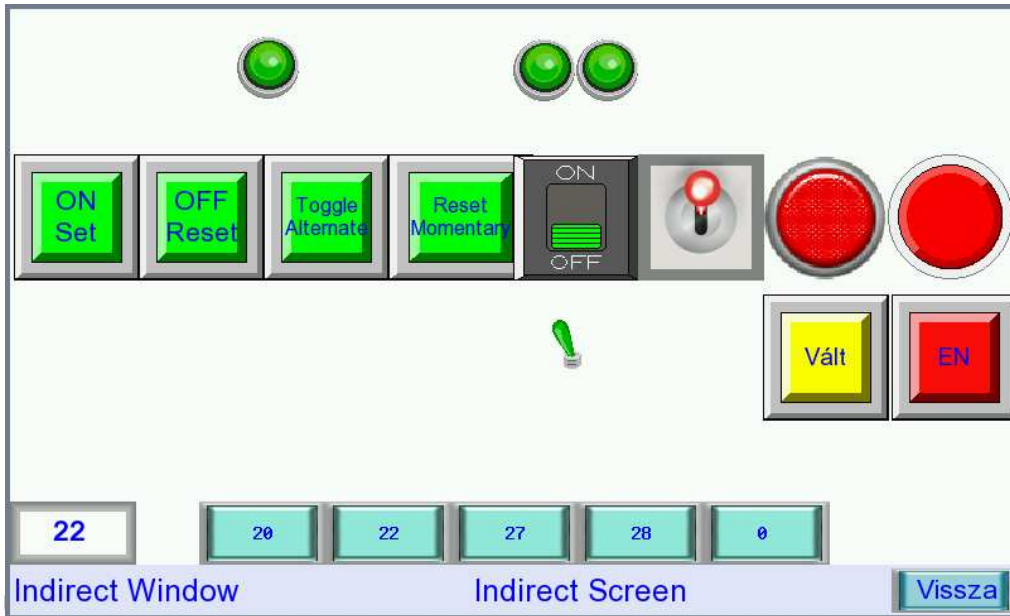 ON
Set
OFF
Reset
Toggle
Alternate
Reset
Momentary
ON
OFF
Vált
EN
22
20
22
27
28
0
Indirect Window
Indirect Screen
Vissza